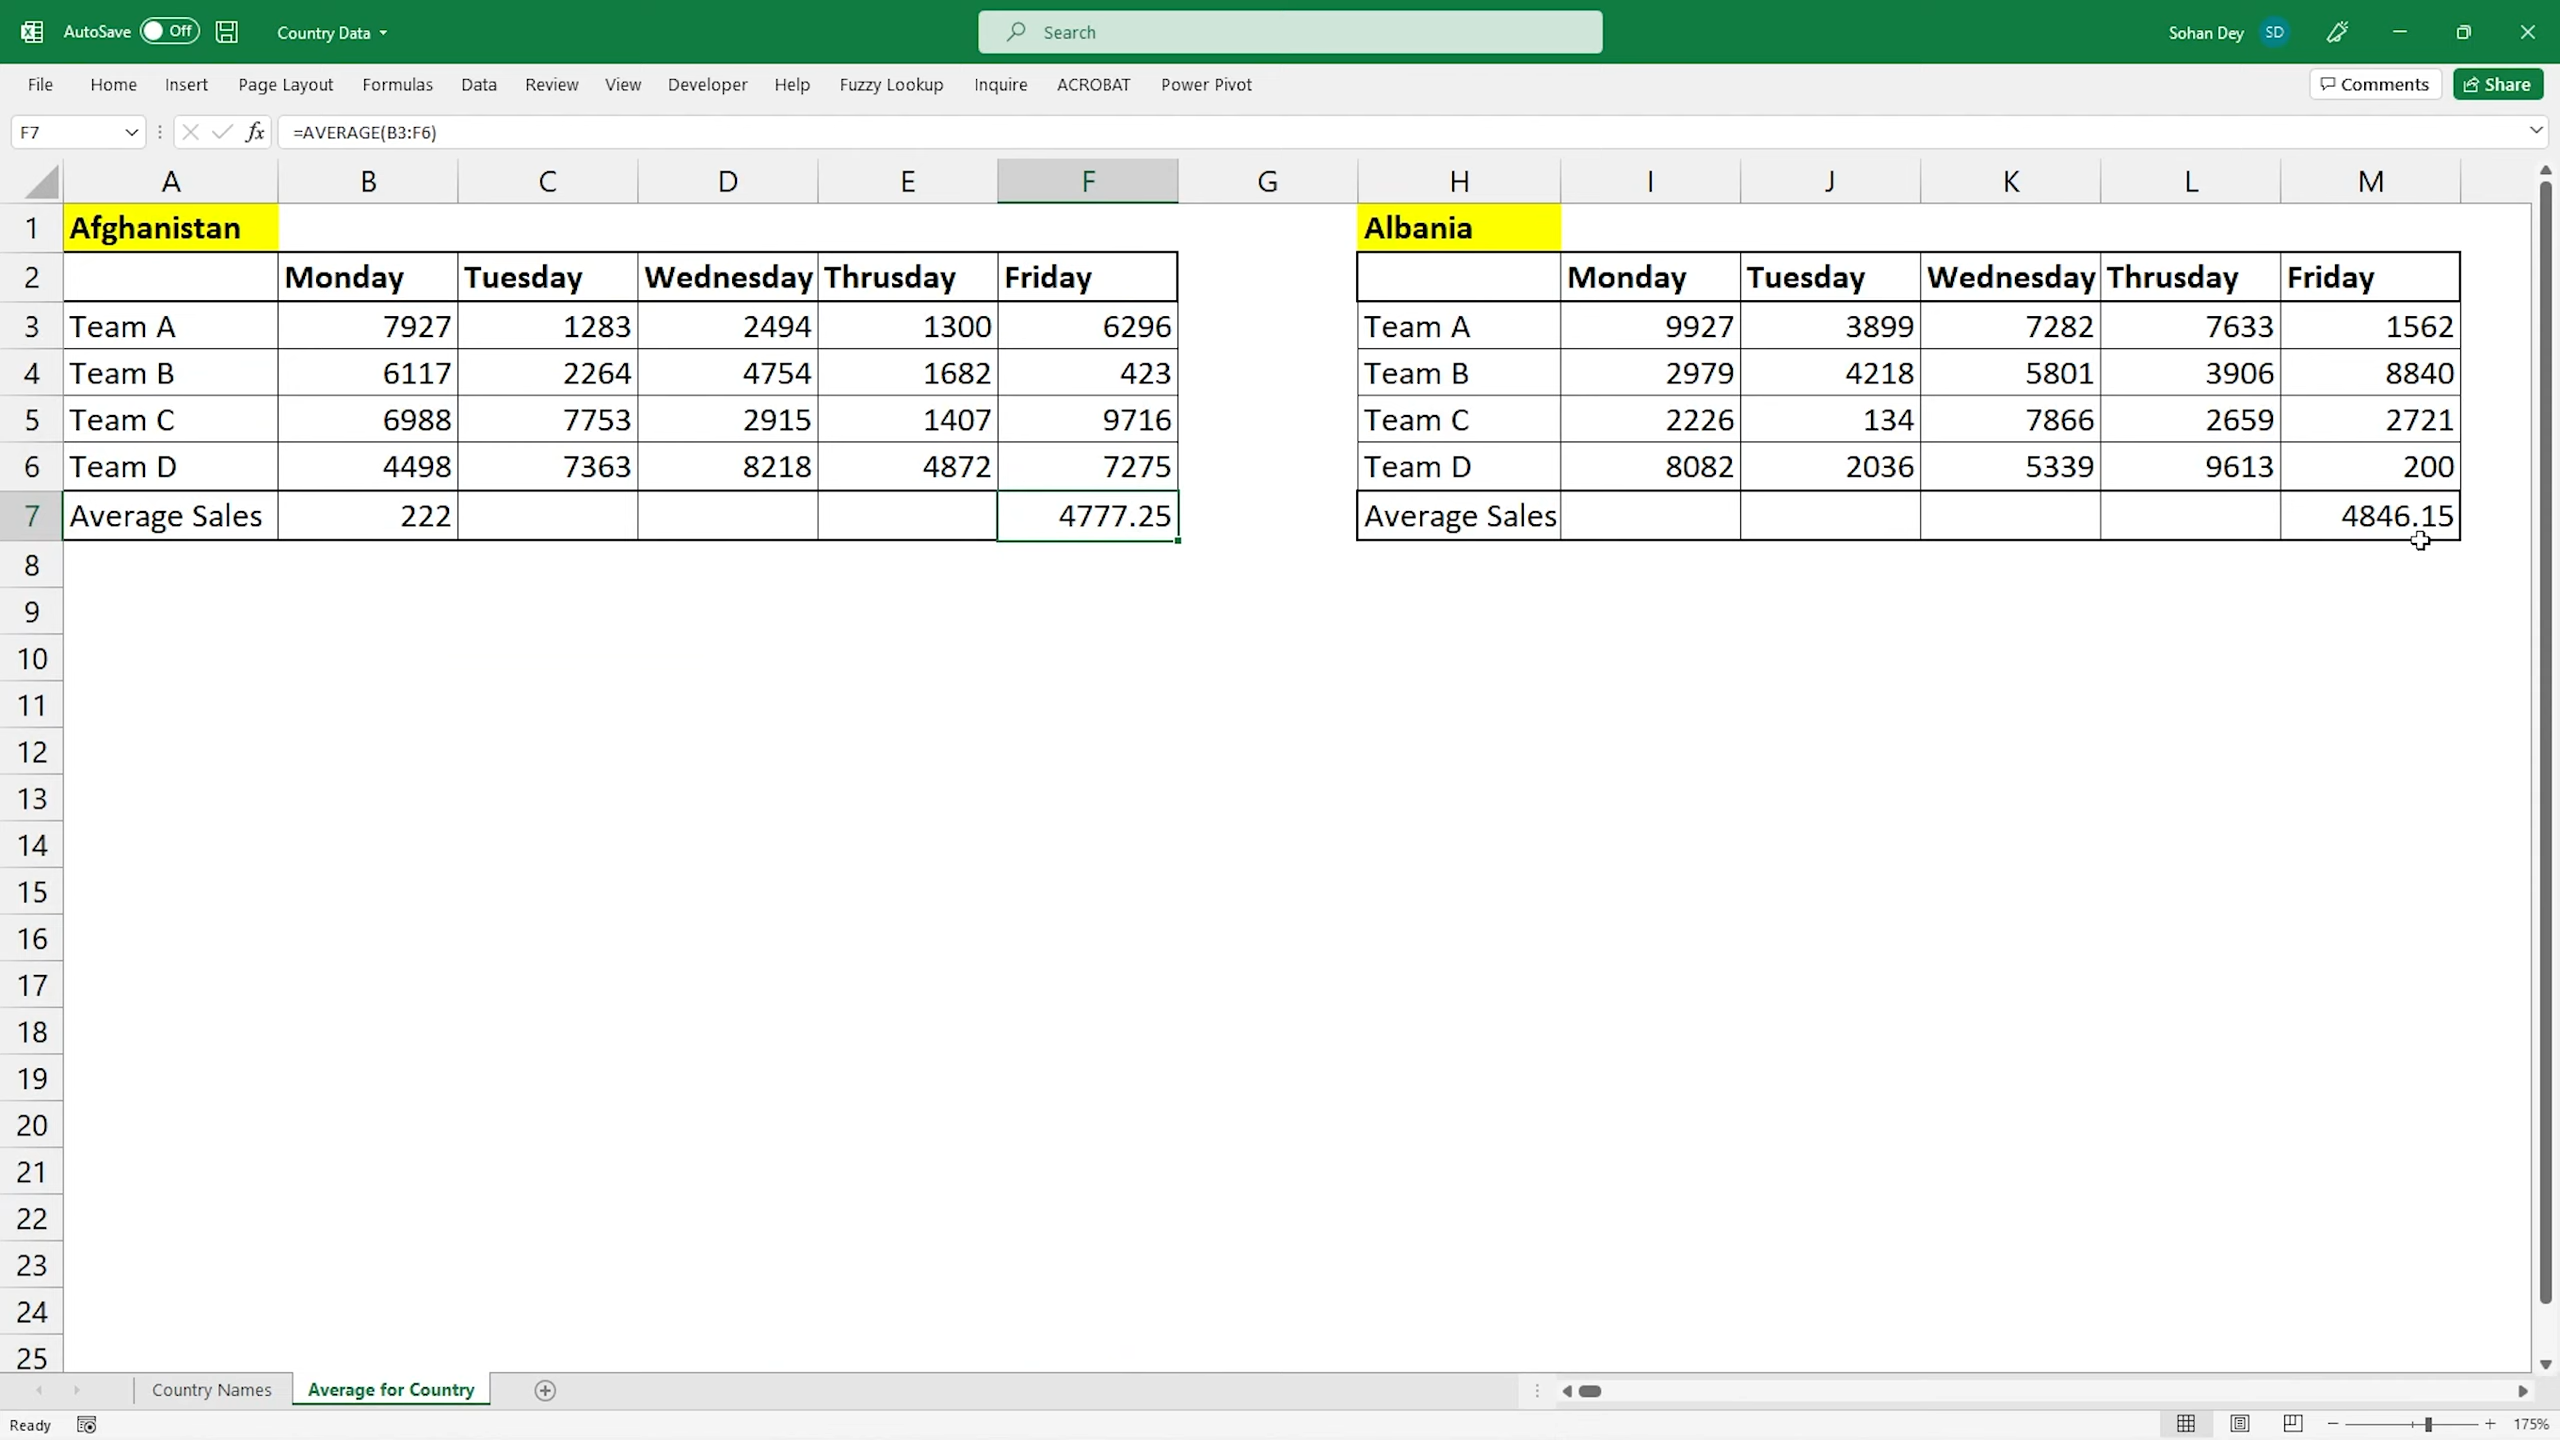 AutoSave Off Country Data Search Sohan Dey SD
File Home Insert Page Layout Formulas Data Review View Developer Help Fuzzy Lookup Inquire ACROBAT Power Pivot Comments Share
F7 fx =AVERAGE(B3:F6)
A B C D E F G H I J K L M
1 Afghanistan Albania
2 Monday Tuesday Wednesday Thrusday Friday Monday Tuesday Wednesday Thrusday Friday
3 Team A 7927 1283 2494 1300 6296 Team A 9927 3899 7282 7633 1562
4 Team B 6117 2264 4754 1682 423 Team B 2979 4218 5801 3906 8840
5 Team C 6988 7753 2915 1407 9716 Team C 2226 134 7866 2659 2721
6 Team D 4498 7363 8218 4872 7275 Team D 8082 2036 5339 9613 200
7 Average Sales 222 4777.25 Average Sales 4846.15
8
9
10
11
12
13
14
15
16
17
18
19
20
21
22
23
24
25
Country Names Average for Country
Ready 175%